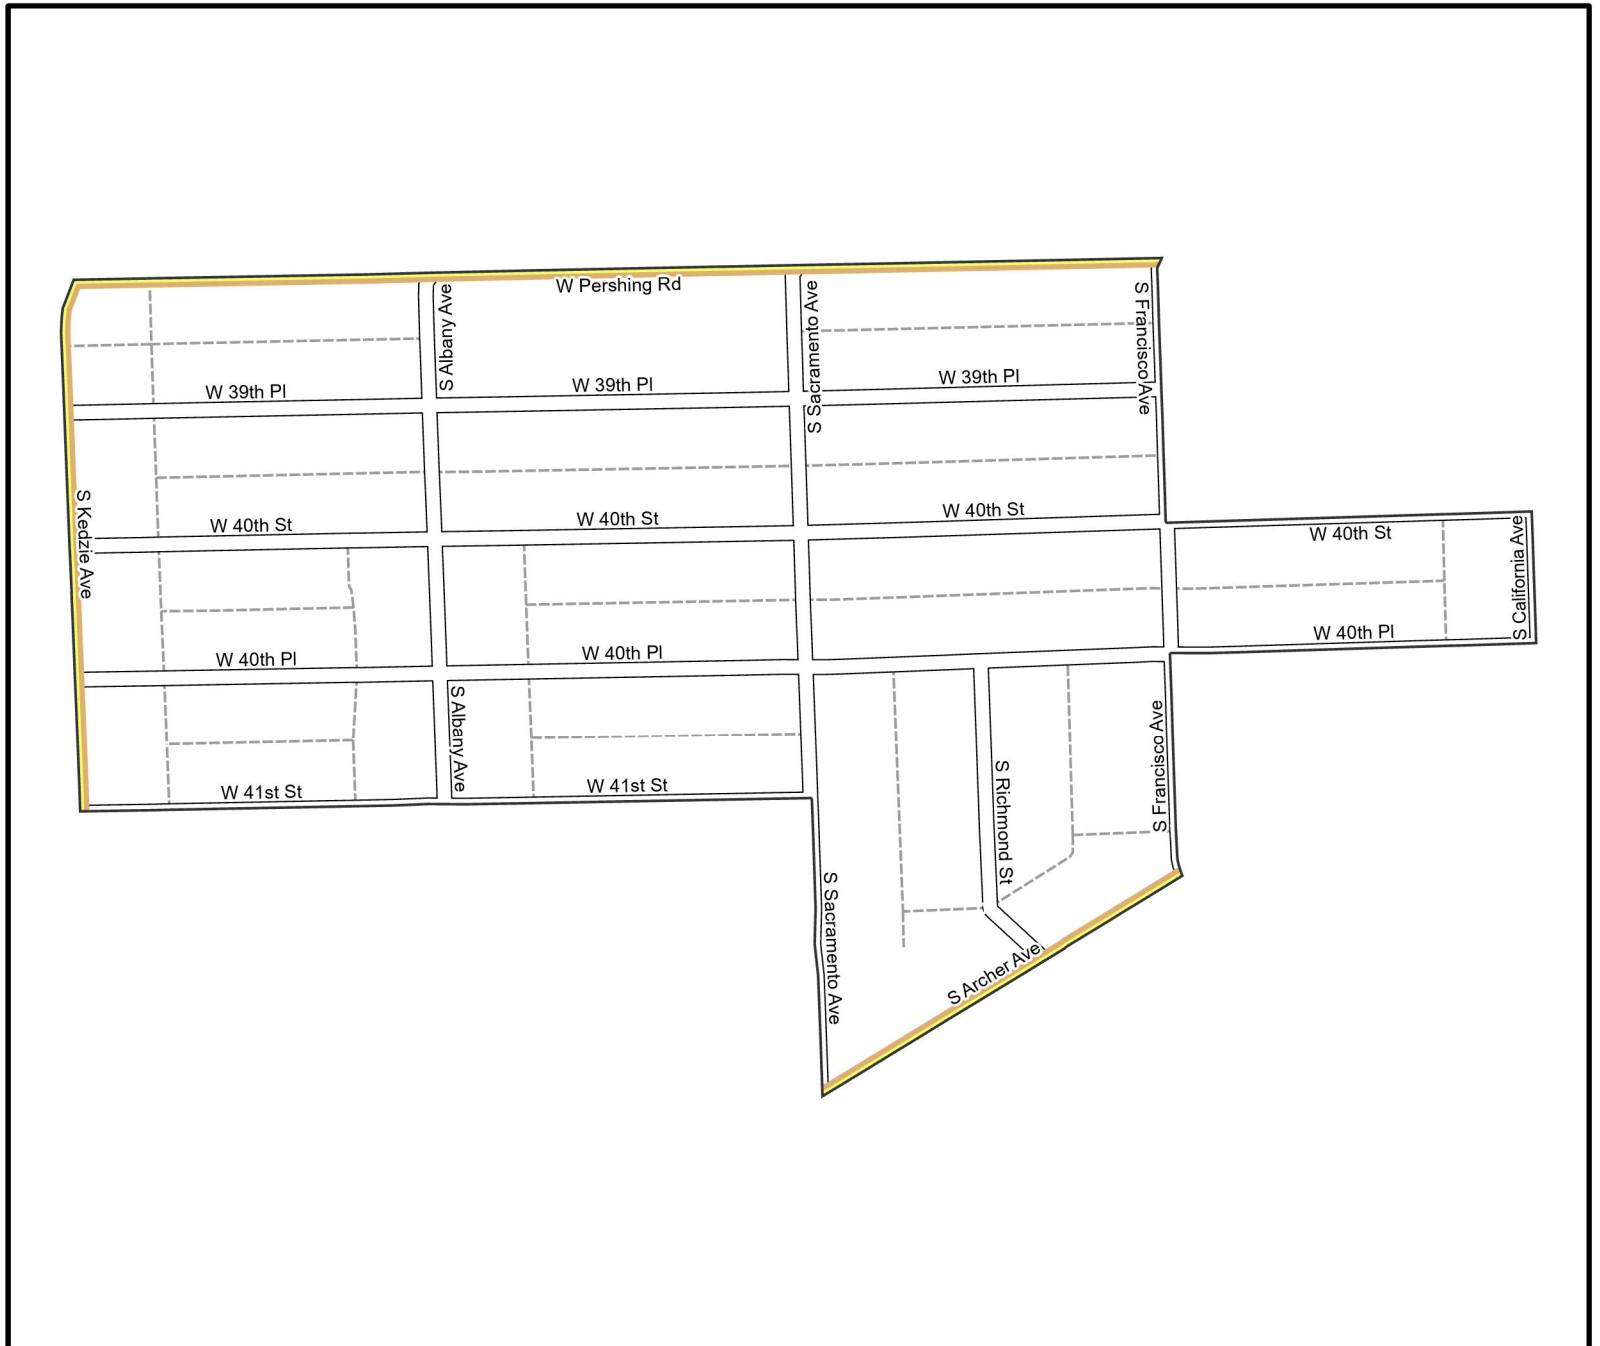 W Pershing Rd
S Albany Ave
S Sacramento Ave
S Francisco Ave
W 39th Pl
W 39th Pl
W 39th Pl
S Kedzie Ave
W 40th St
W 40th St
W 40th St
W 40th St
S California Ave
W 40th Pl
W 40th Pl
W 40th Pl
S Albany Ave
S Francisco Ave
S Richmond St
W 41st St
W 41st St
S Sacramento Ave
S Archer Ave